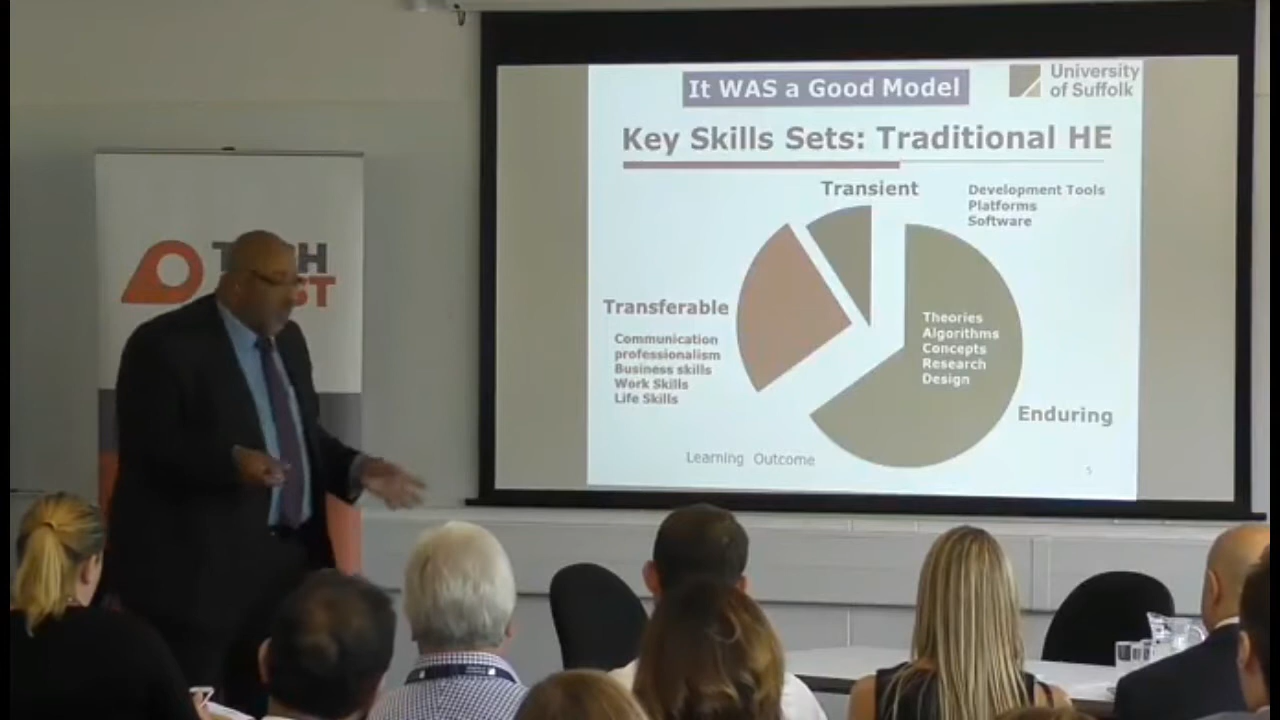 It WAS a Good Model
University
of Suffolk
Key Skills Sets: Traditional HE
Transient
Development Tools
Platforms
Software
Transferable
Communication
professionalism
Business skills
Work Skills
Life Skills
Theories
Algorithms
Concepts
Research
Design
Enduring
Learning Outcome
5